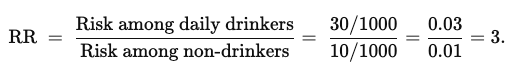 RR = Risk among daily drinkers / Risk among non-drinkers = 30/1000 / 10/1000 = 0.03 / 0.01 = 3.